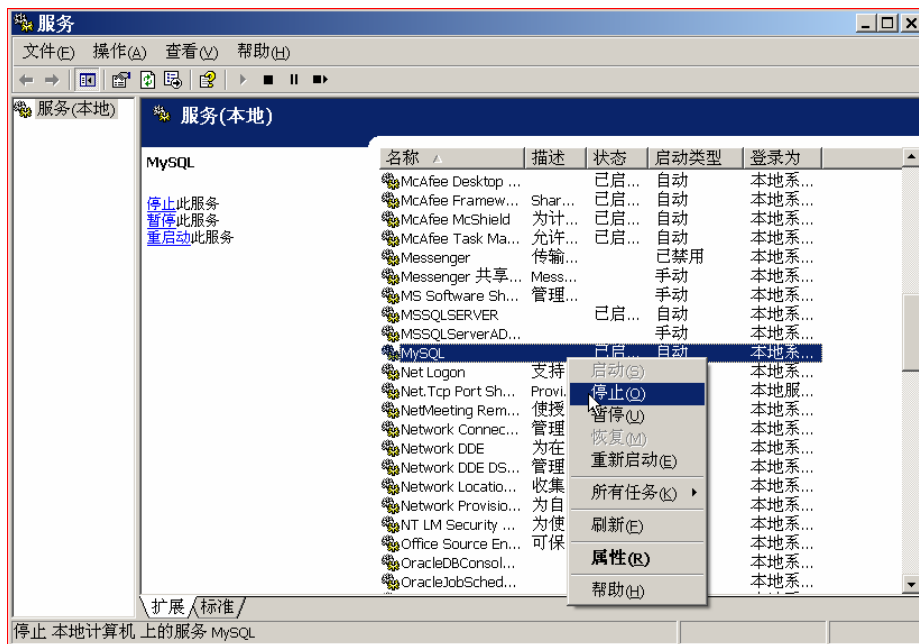 服务
文件(F) 操作(A) 查看(V) 帮助(H)
服务(本地)
服务(本地)
MySQL
停止此服务
暂停此服务
重启动此服务
名称 描述 状态 启动类型 登录为
McAfee Desktop ... 已启... 自动 本地系...
McAfee Framew... Shar... 已启... 自动 本地系...
McAfee McShield 为计... 已启... 自动 本地系...
McAfee Task Ma... 允许... 已启... 自动 本地系...
Messenger 传输... 已禁用 本地系...
Messenger 共享... Mess... 手动 本地系...
MS Software Sh... 管理... 手动 本地系...
MSSQLSERVER 已启... 自动 本地系...
MSSQLServerAD... 手动 本地系...
MySQL 已启... 自动 本地系...
Net Logon 支持 本地系...
Net.Tcp Port Sh... Provi. 本地服...
NetMeeting Rem... 使授 本地系...
Network Connec... 管理 本地系...
Network DDE 为在 本地系...
Network DDE DS... 管理 本地系...
Network Locatio... 收集 本地系...
Network Provisio... 为自 本地系...
NT LM Security ... 为使 本地系...
Office Source En... 可保 本地系...
OracleDBConsol... 本地系...
OracleJobSched... 本地系...
启动(S)
停止(O)
暂停(U)
恢复(M)
重新启动(E)
所有任务(K)
刷新(F)
属性(R)
帮助(H)
扩展 标准
停止 本地计算机 上的服务 MySQL